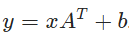 y = xA^T + b.